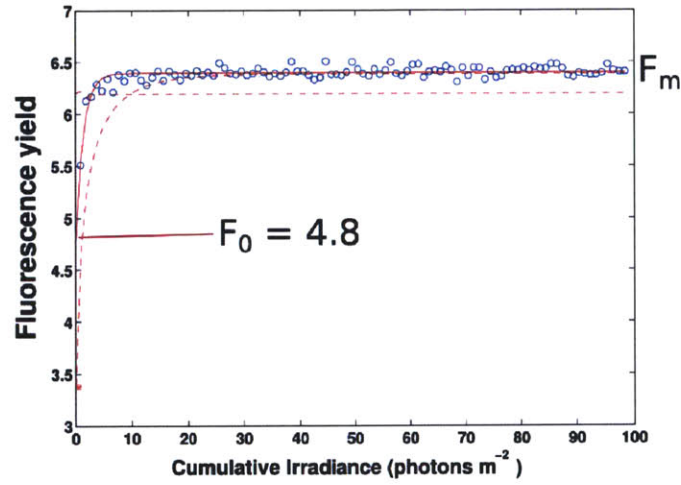 7
6.5
6
5.5
5
4.5
4
3.5
3
Fluorescence yield
F₀ = 4.8
Fₘ
0 10 20 30 40 50 60 70 80 90 100
Cumulative Irradiance (photons m⁻²)